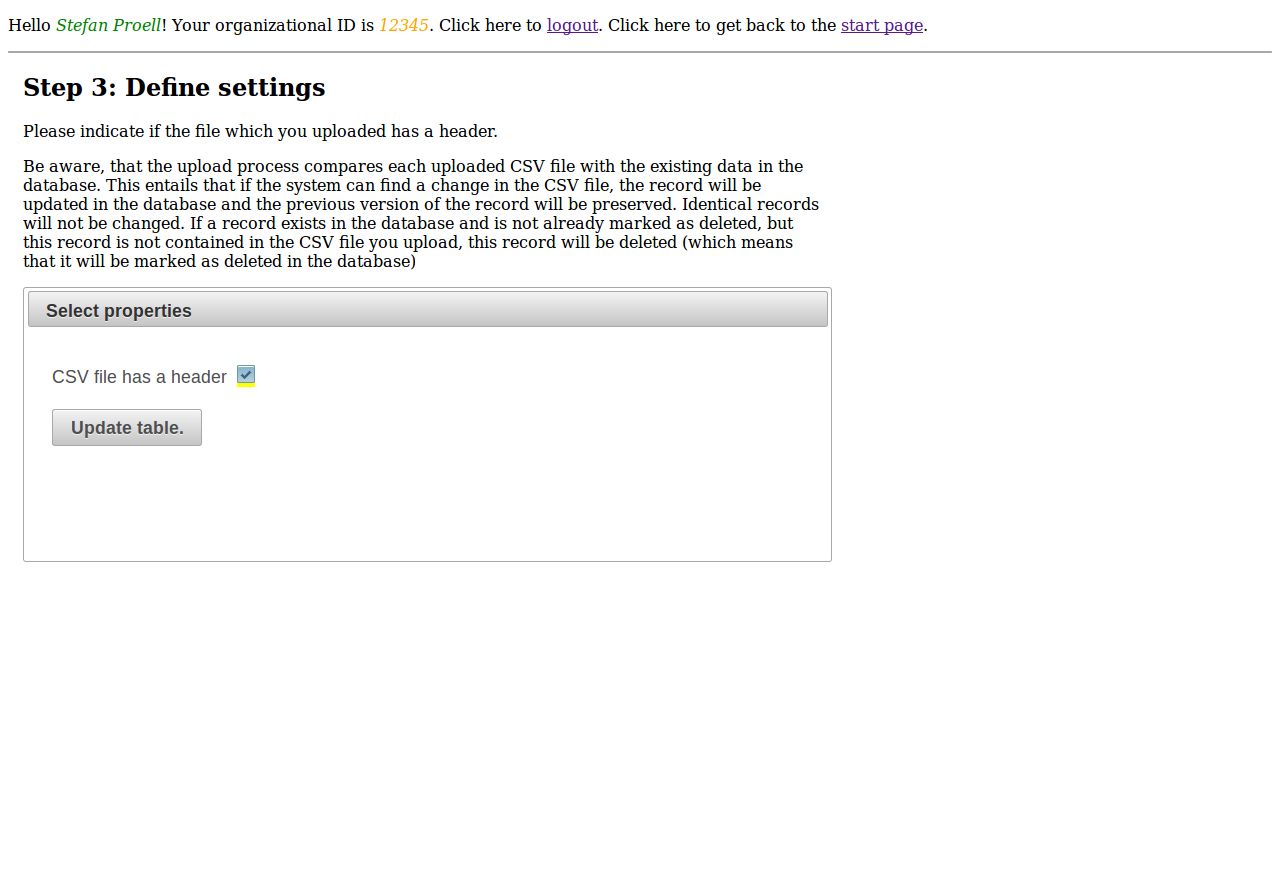 Hello Stefan Proell! Your organizational ID is 12345. Click here to logout. Click here to get back to the start page.
Step 3: Define settings
Please indicate if the file which you uploaded has a header.
Be aware, that the upload process compares each uploaded CSV file with the existing data in the
database. This entails that if the system can find a change in the CSV file, the record will be
updated in the database and the previous version of the record will be preserved. Identical records
will not be changed. If a record exists in the database and is not already marked as deleted, but
this record is not contained in the CSV file you upload, this record will be deleted (which means
that it will be marked as deleted in the database)
Select properties
CSV file has a header
Update table.